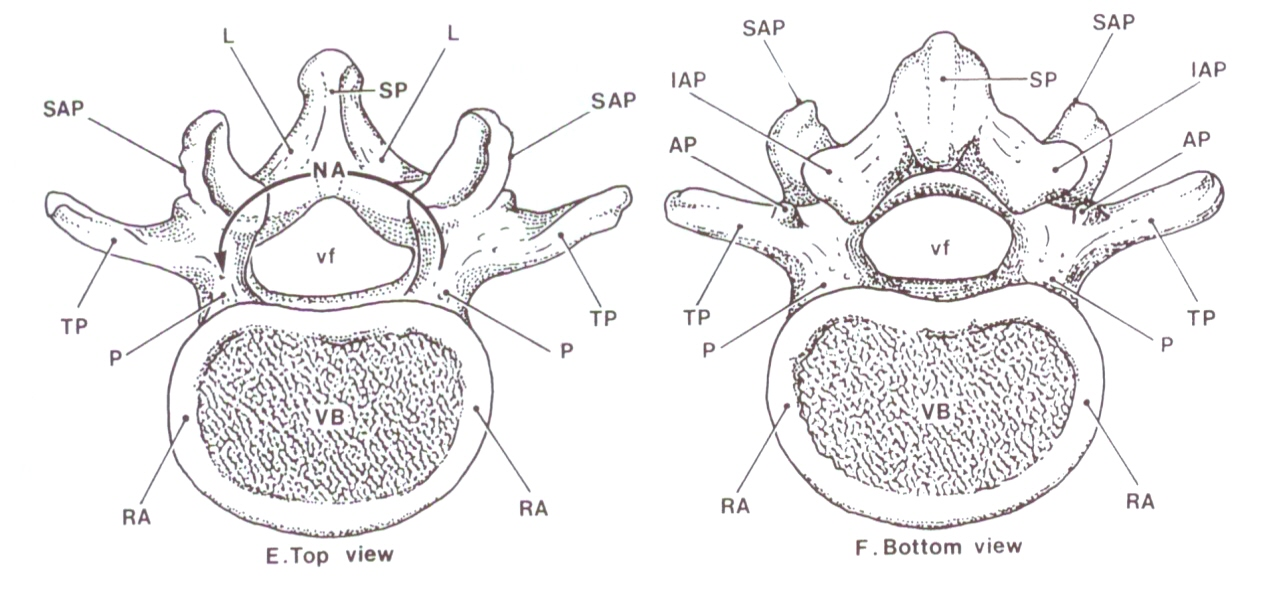 L L SAP SAP
SP IAP SP IAP
SAP SAP
AP AP
NA
vf vf
TP TP TP TP
P P P P
VB VB
RA RA RA RA
E.Top view F.Bottom view